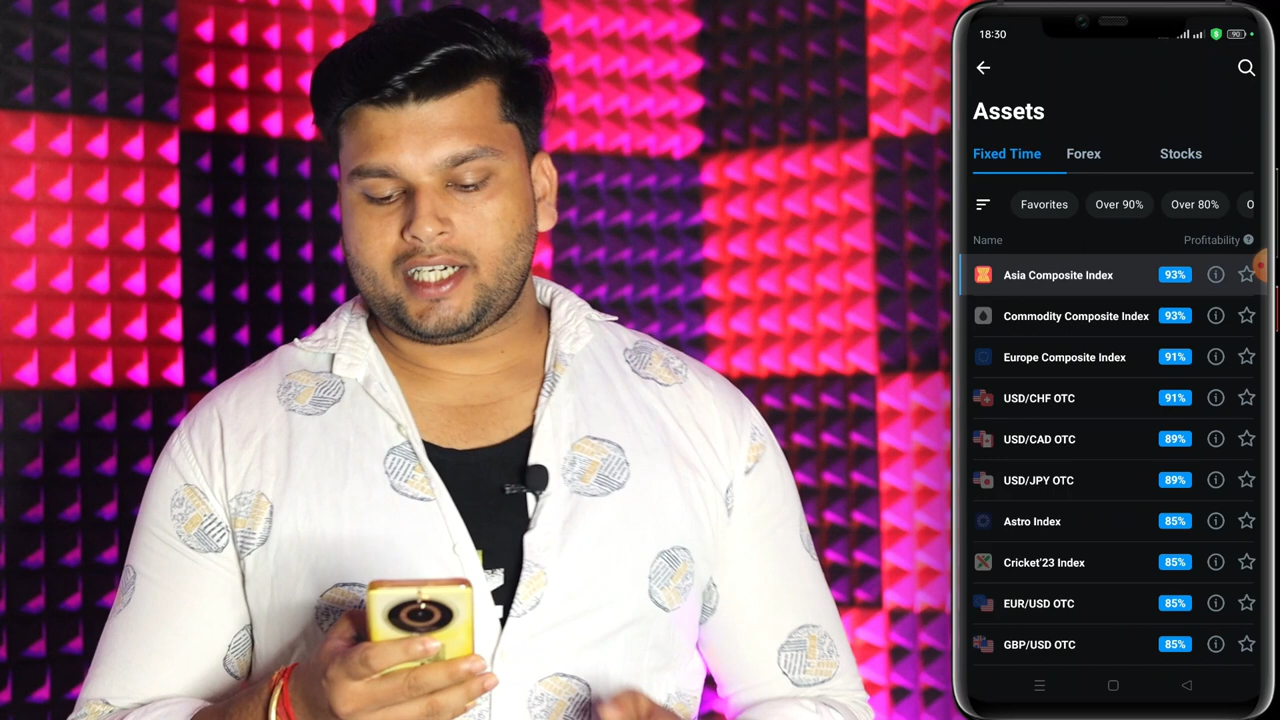 18:30
90
Assets
Fixed Time Forex Stocks
Favorites Over 90% Over 80% O
Name Profitability ?
Asia Composite Index 93%
Commodity Composite Index 93%
Europe Composite Index 91%
USD/CHF OTC 91%
USD/CAD OTC 89%
USD/JPY OTC 89%
Astro Index 85%
Cricket'23 Index 85%
EUR/USD OTC 85%
GBP/USD OTC 85%